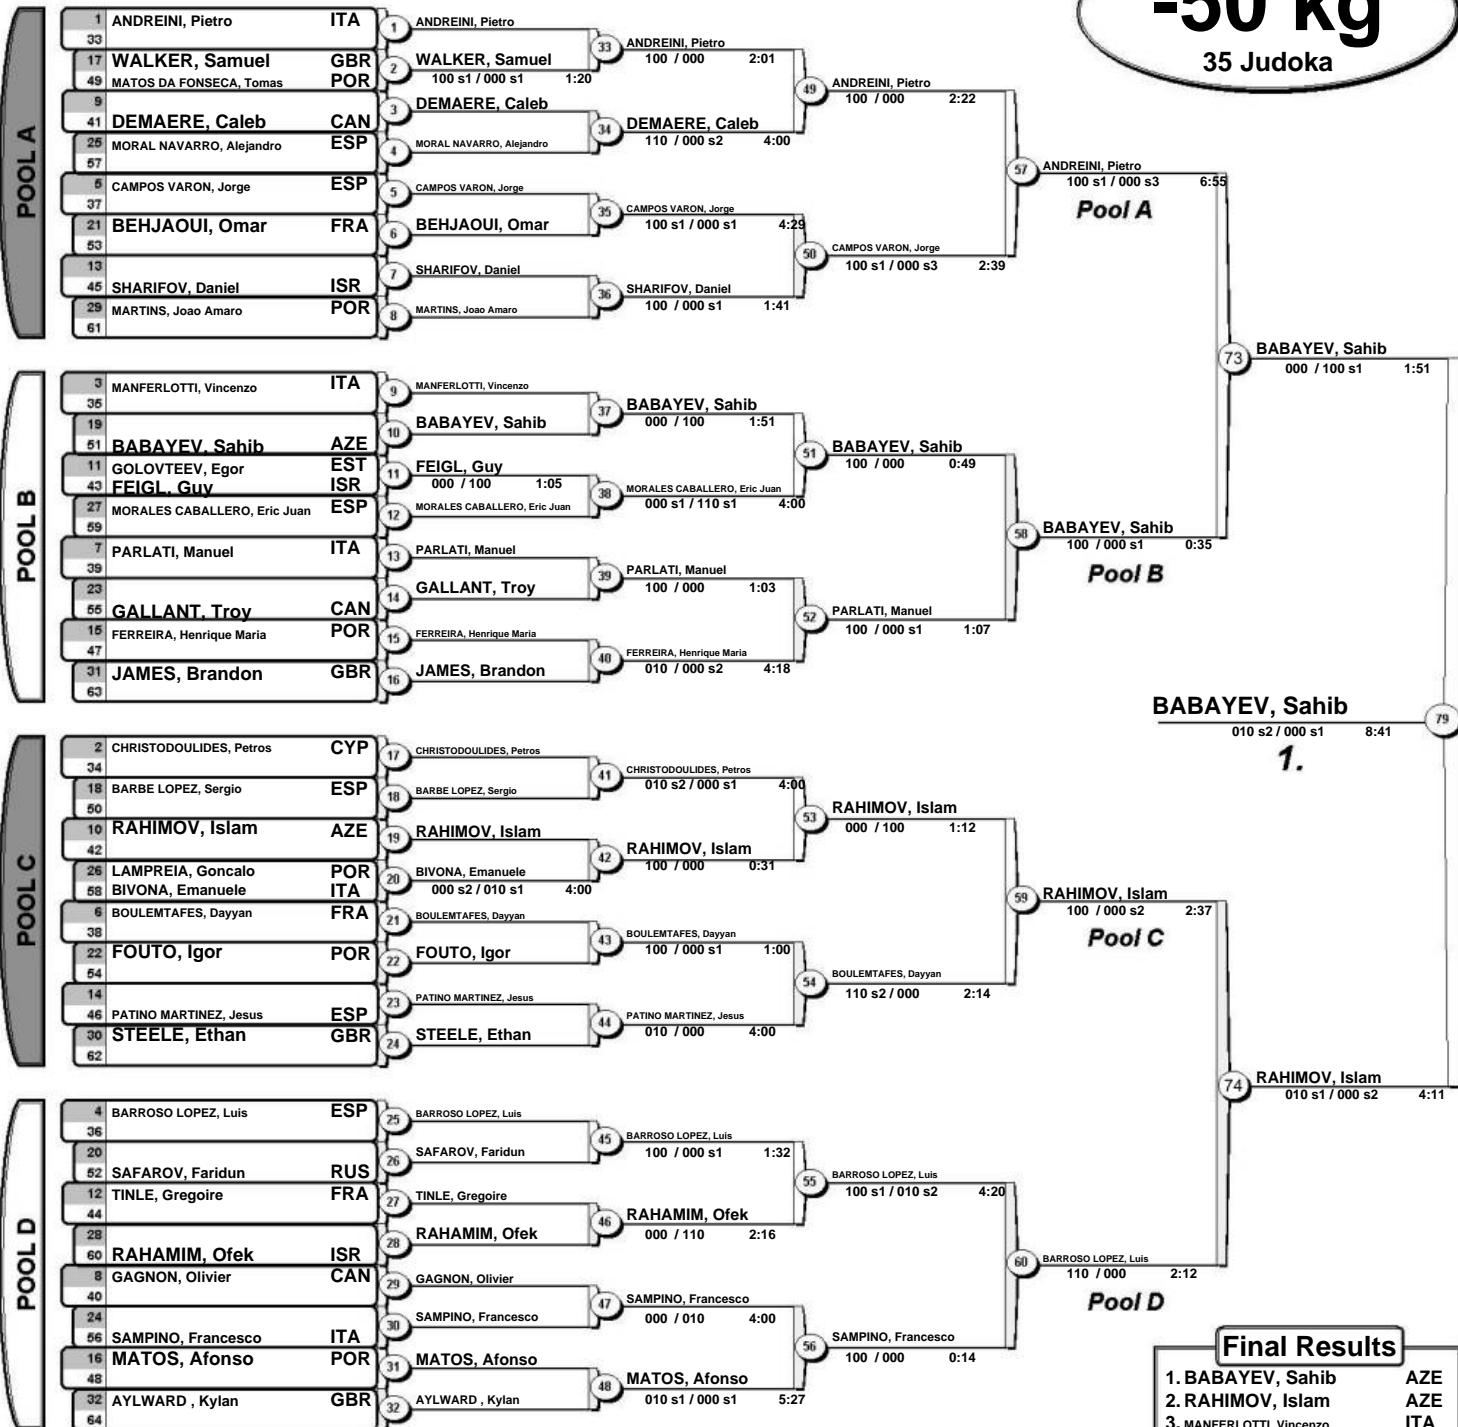 -50 kg
35 Judoka
POOL A
1 ANDREINI, Pietro ITA
33
17 WALKER, Samuel GBR
49 MATOS DA FONSECA, Tomas POR
9
41 DEMAERE, Caleb CAN
25 MORAL NAVARRO, Alejandro ESP
57
5 CAMPOS VARON, Jorge ESP
37
21 BEHJAOUI, Omar FRA
53
13
45 SHARIFOV, Daniel ISR
29 MARTINS, Joao Amaro POR
61
1 ANDREINI, Pietro
2 WALKER, Samuel
100 s1 / 000 s1 1:20
3 DEMAERE, Caleb
4 MORAL NAVARRO, Alejandro
5 CAMPOS VARON, Jorge
6 BEHJAOUI, Omar
7 SHARIFOV, Daniel
8 MARTINS, Joao Amaro
33 ANDREINI, Pietro
100 / 000 2:01
34 DEMAERE, Caleb
110 / 000 s2 4:00
35 CAMPOS VARON, Jorge
100 s1 / 000 s1 4:29
36 SHARIFOV, Daniel
100 / 000 s1 1:41
49 ANDREINI, Pietro
100 / 000 2:22
50 CAMPOS VARON, Jorge
100 s1 / 000 s3 2:39
57 ANDREINI, Pietro
100 s1 / 000 s3 6:55
Pool A
POOL B
3 MANFERLOTTI, Vincenzo ITA
35
19
51 BABAYEV, Sahib AZE
11 GOLOVTEEV, Egor EST
43 FEIGL, Guy ISR
27 MORALES CABALLERO, Eric Juan ESP
59
7 PARLATI, Manuel ITA
39
23
55 GALLANT, Troy CAN
15 FERREIRA, Henrique Maria POR
47
31 JAMES, Brandon GBR
63
9 MANFERLOTTI, Vincenzo
10 BABAYEV, Sahib
11 FEIGL, Guy
000 / 100 1:05
12 MORALES CABALLERO, Eric Juan
13 PARLATI, Manuel
14 GALLANT, Troy
15 FERREIRA, Henrique Maria
16 JAMES, Brandon
37 BABAYEV, Sahib
000 / 100 1:51
38 MORALES CABALLERO, Eric Juan
000 s1 / 110 s1 4:00
39 PARLATI, Manuel
100 / 000 1:03
40 FERREIRA, Henrique Maria
010 / 000 s2 4:18
51 BABAYEV, Sahib
100 / 000 0:49
52 PARLATI, Manuel
100 / 000 s1 1:07
58 BABAYEV, Sahib
100 / 000 s1 0:35
Pool B
73 BABAYEV, Sahib
000 / 100 s1 1:51
BABAYEV, Sahib 79
010 s2 / 000 s1 8:41
1.
POOL C
2 CHRISTODOULIDES, Petros CYP
34
18 BARBE LOPEZ, Sergio ESP
50
10 RAHIMOV, Islam AZE
42
26 LAMPREIA, Goncalo POR
58 BIVONA, Emanuele ITA
6 BOULEMTAFES, Dayyan FRA
38
22 FOUTO, Igor POR
54
14
46 PATINO MARTINEZ, Jesus ESP
30 STEELE, Ethan GBR
62
17 CHRISTODOULIDES, Petros
18 BARBE LOPEZ, Sergio
19 RAHIMOV, Islam
20 BIVONA, Emanuele
000 s2 / 010 s1 4:00
21 BOULEMTAFES, Dayyan
22 FOUTO, Igor
23 PATINO MARTINEZ, Jesus
24 STEELE, Ethan
41 CHRISTODOULIDES, Petros
010 s2 / 000 s1 4:00
42 RAHIMOV, Islam
100 / 000 0:31
43 BOULEMTAFES, Dayyan
100 / 000 s1 1:00
44 PATINO MARTINEZ, Jesus
010 / 000 4:00
53 RAHIMOV, Islam
000 / 100 1:12
54 BOULEMTAFES, Dayyan
110 s2 / 000 2:14
59 RAHIMOV, Islam
100 / 000 s2 2:37
Pool C
74 RAHIMOV, Islam
010 s1 / 000 s2 4:11
POOL D
4 BARROSO LOPEZ, Luis ESP
36
20
52 SAFAROV, Faridun RUS
12 TINLE, Gregoire FRA
44
28
60 RAHAMIM, Ofek ISR
8 GAGNON, Olivier CAN
40
24
56 SAMPINO, Francesco ITA
16 MATOS, Afonso POR
48
32 AYLWARD , Kylan GBR
64
25 BARROSO LOPEZ, Luis
26 SAFAROV, Faridun
27 TINLE, Gregoire
28 RAHAMIM, Ofek
29 GAGNON, Olivier
30 SAMPINO, Francesco
31 MATOS, Afonso
32 AYLWARD , Kylan
45 BARROSO LOPEZ, Luis
100 / 000 s1 1:32
46 RAHAMIM, Ofek
000 / 110 2:16
47 SAMPINO, Francesco
000 / 010 4:00
48 MATOS, Afonso
010 s1 / 000 s1 5:27
55 BARROSO LOPEZ, Luis
100 s1 / 010 s2 4:20
56 SAMPINO, Francesco
100 / 000 0:14
60 BARROSO LOPEZ, Luis
110 / 000 2:12
Pool D
Final Results
1. BABAYEV, Sahib AZE
2. RAHIMOV, Islam AZE
3. MANFERLOTTI, Vincenzo ITA